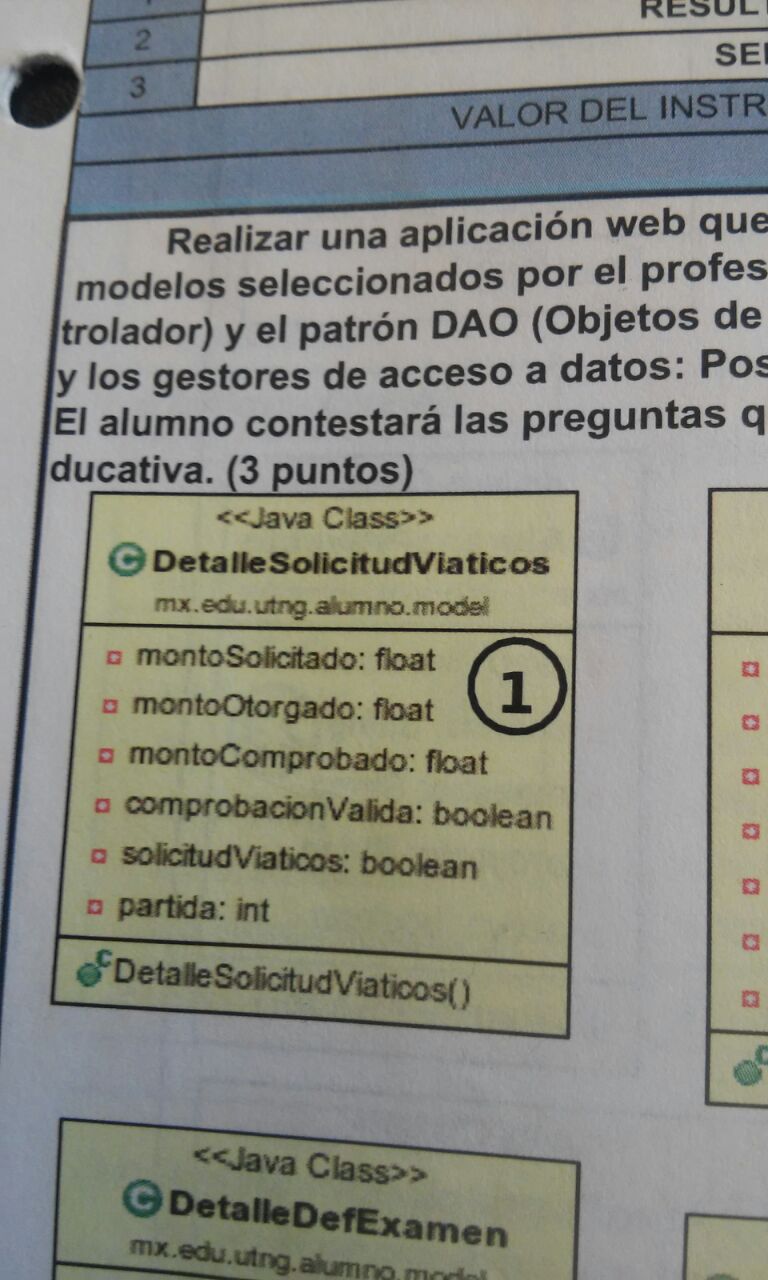 RESULT
2
SE
3
VALOR DEL INSTR
Realizar una aplicación web que
modelos seleccionados por el profes
trolador) y el patrón DAO (Objetos de
y los gestores de acceso a datos: Pos
El alumno contestará las preguntas q
ducativa. (3 puntos)
<<Java Class>>
C DetalleSolicitudViaticos
mx.edu.utng.alumno.model
montoSolicitado: float
1
montoOtorgado: float
montoComprobado: float
comprobacionValida: boolean
solicitudViaticos: boolean
partida: int
C DetalleSolicitudViaticos()
<<Java Class>>
C DetalleDefExamen
mx.edu.utng.alumno.model